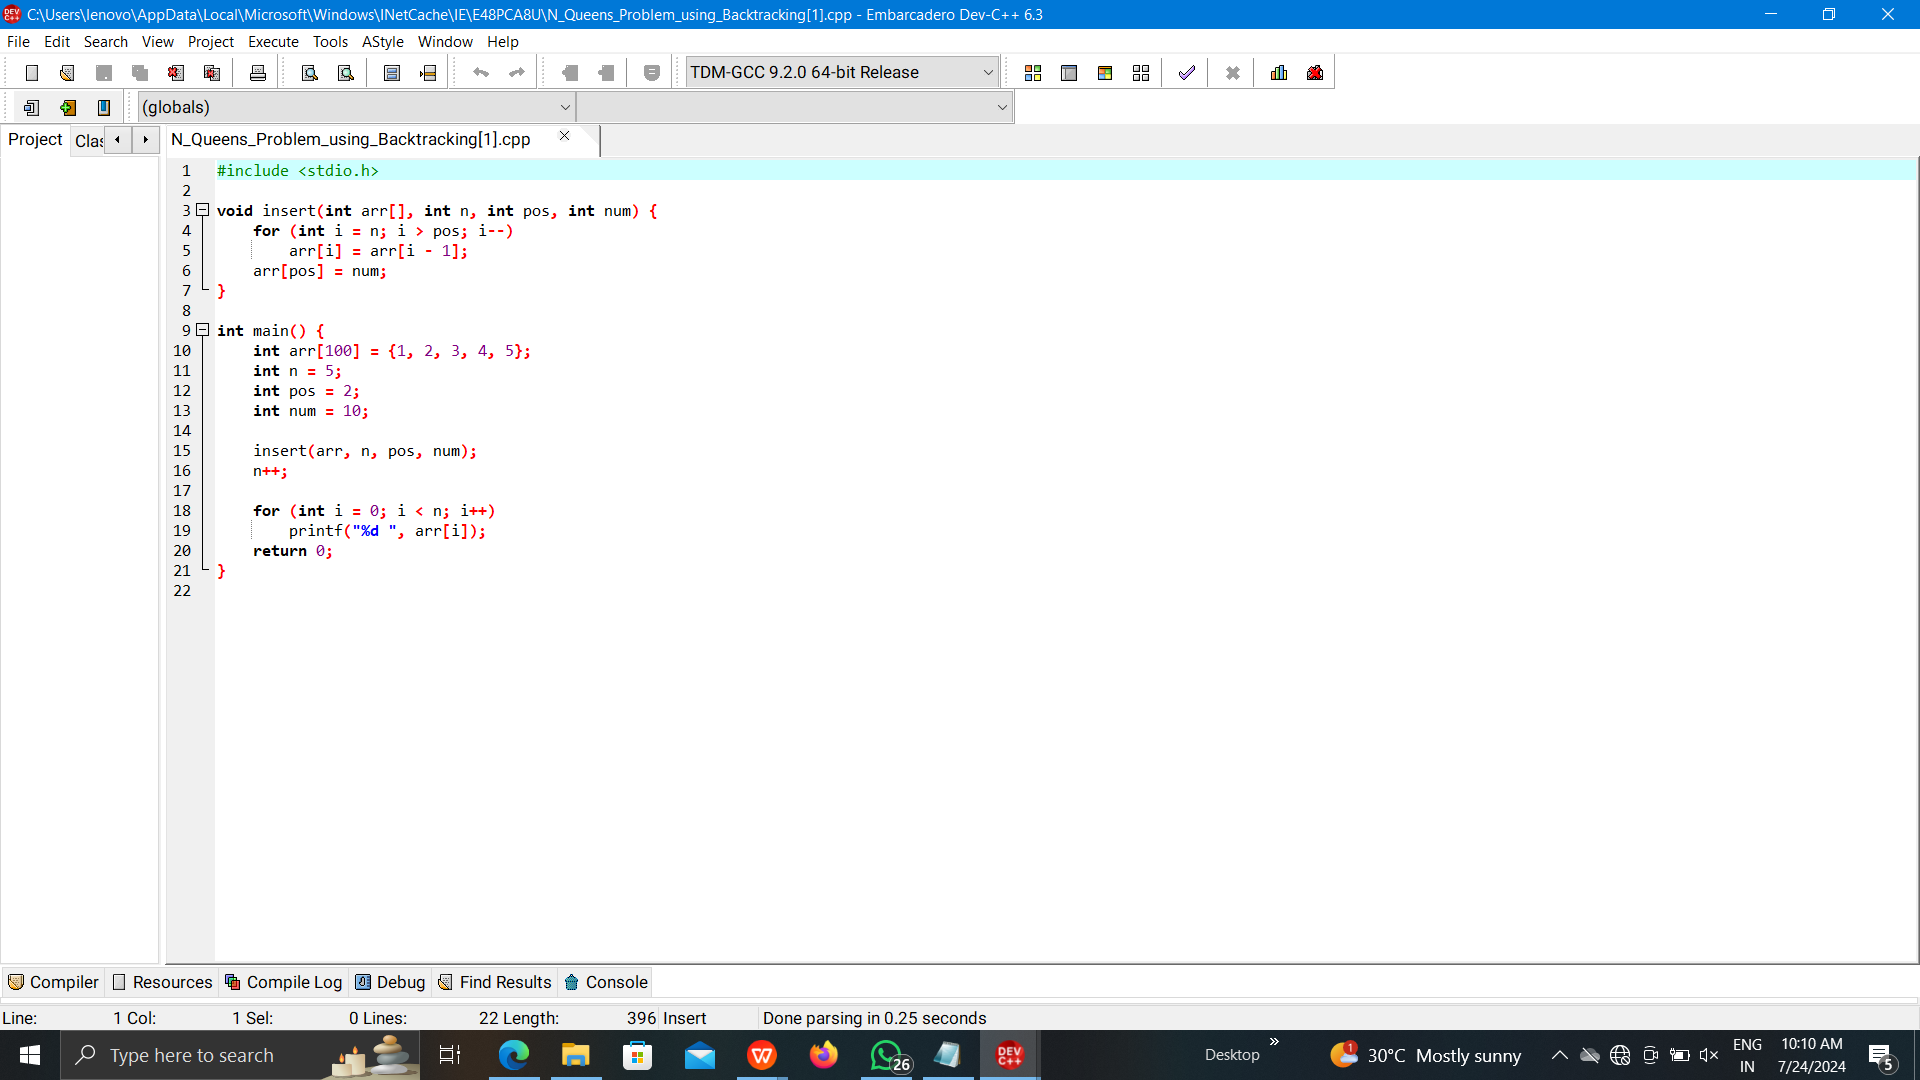 C:\Users\lenovo\AppData\Local\Microsoft\Windows\INetCache\IE\E48PCA8U\N_Queens_Problem_using_Backtracking[1].cpp - Embarcadero Dev-C++ 6.3
File Edit Search View Project Execute Tools AStyle Window Help
TDM-GCC 9.2.0 64-bit Release
(globals)
Project Clas N_Queens_Problem_using_Backtracking[1].cpp
1 #include <stdio.h>
2
3 void insert(int arr[], int n, int pos, int num) {
4     for (int i = n; i > pos; i--)
5         arr[i] = arr[i - 1];
6     arr[pos] = num;
7 }
8
9 int main() {
10     int arr[100] = {1, 2, 3, 4, 5};
11     int n = 5;
12     int pos = 2;
13     int num = 10;
14
15     insert(arr, n, pos, num);
16     n++;
17
18     for (int i = 0; i < n; i++)
19         printf("%d ", arr[i]);
20     return 0;
21 }
22
Compiler Resources Compile Log Debug Find Results Console
Line: 1 Col: 1 Sel: 0 Lines: 22 Length: 396 Insert Done parsing in 0.25 seconds
Type here to search 26 DEV C++ Desktop 1 30°C Mostly sunny ENG IN 10:10 AM 7/24/2024 5